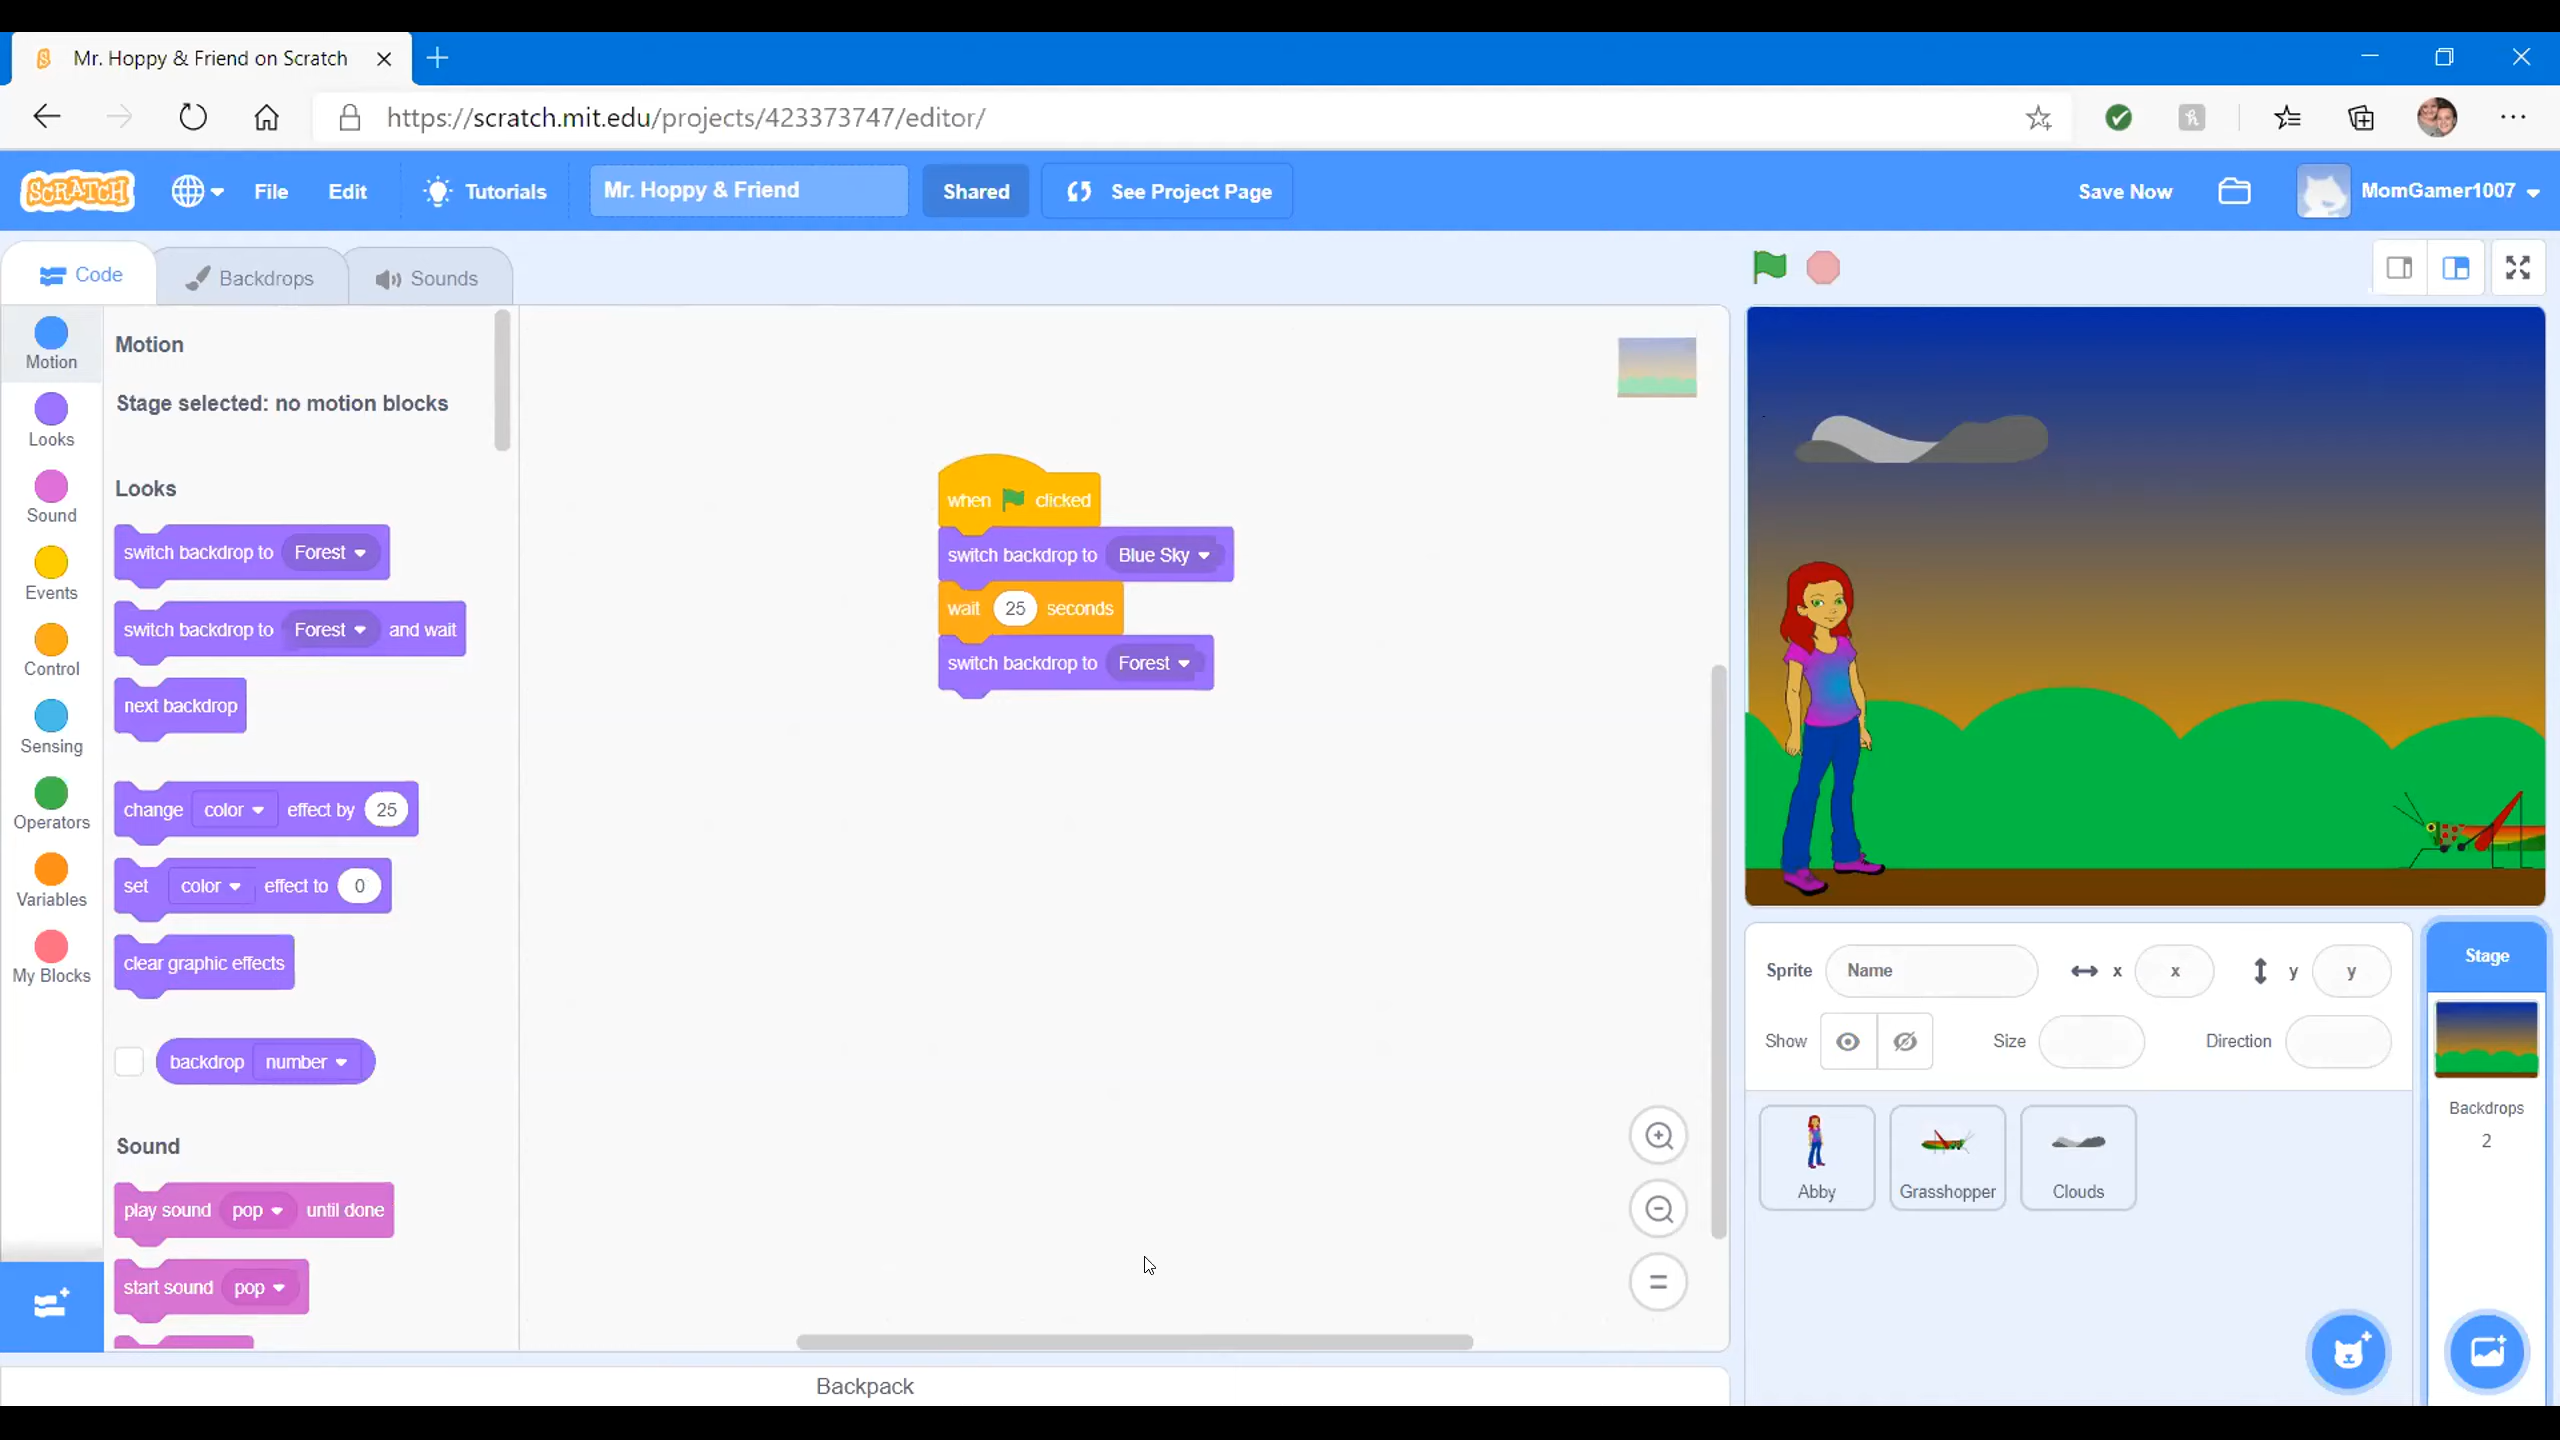 Mr. Hoppy & Friend on Scratch
https://scratch.mit.edu/projects/423373747/editor/
SCRATCH
File
Edit
Tutorials
Mr. Hoppy & Friend
Shared
See Project Page
Save Now
MomGamer1007
Code
Backdrops
Sounds
Motion
Looks
Sound
Events
Control
Sensing
Operators
Variables
My Blocks
Motion
Stage selected: no motion blocks
Looks
switch backdrop to Forest
switch backdrop to Forest and wait
next backdrop
change color effect by 25
set color effect to 0
clear graphic effects
backdrop number
Sound
play sound pop until done
start sound pop
when clicked
switch backdrop to Blue Sky
wait 25 seconds
switch backdrop to Forest
Backpack
Sprite Name x x y y
Show Size Direction
Abby
Grasshopper
Clouds
Stage
Backdrops
2